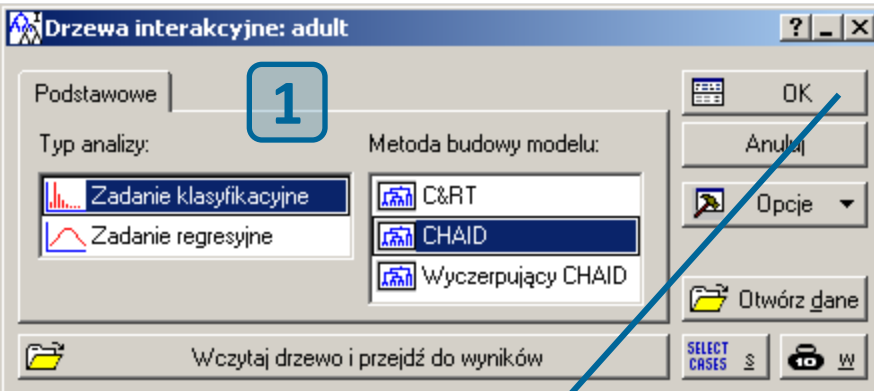 Drzewa interakcyjne: adult
Podstawowe
1
OK
Typ analizy:
Metoda budowy modelu:
Anuluj
Zadanie klasyfikacyjne
C&RT
Opcje
Zadanie regresyjne
CHAID
Wyczerpujący CHAID
Otwórz dane
Wczytaj drzewo i przejdź do wyników
SELECT CASES S
W